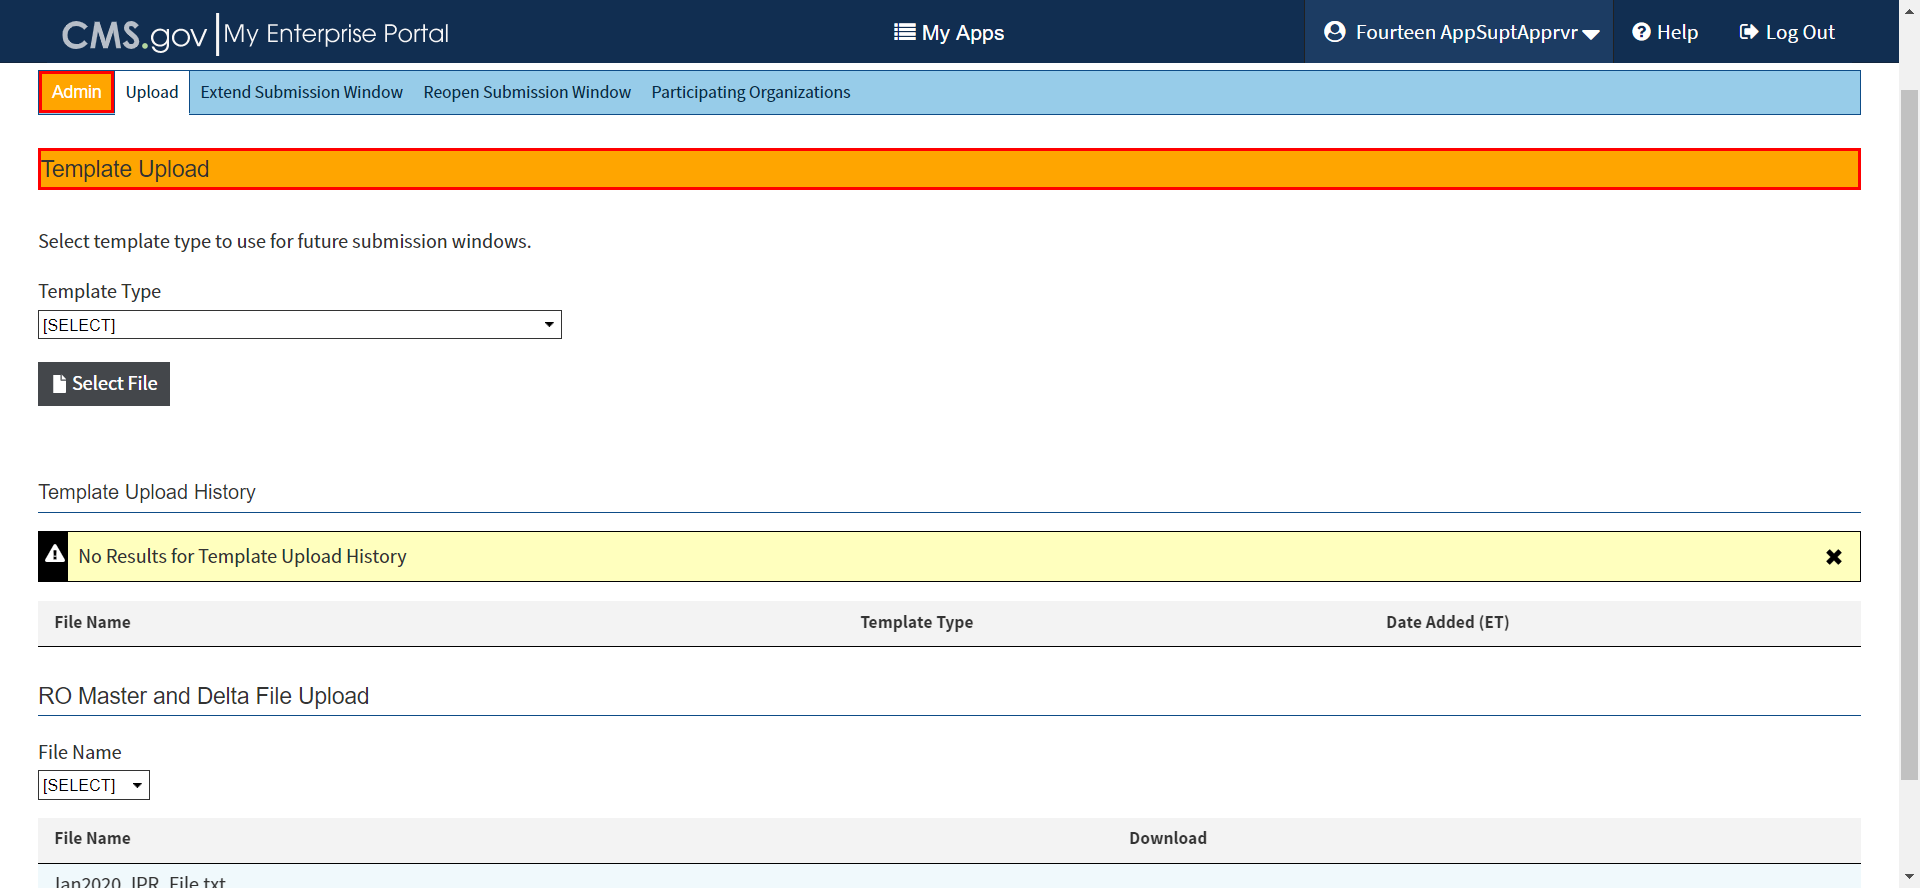 CMS.gov My Enterprise Portal
My Apps
Fourteen AppSuptApprvr
Help
Log Out
Admin
Upload
Extend Submission Window
Reopen Submission Window
Participating Organizations
Template Upload
Select template type to use for future submission windows.
Template Type
[SELECT]
Select File
Template Upload History
No Results for Template Upload History
File Name
Template Type
Date Added (ET)
RO Master and Delta File Upload
File Name
[SELECT]
File Name
Download
Jan2020_IPR_File.txt